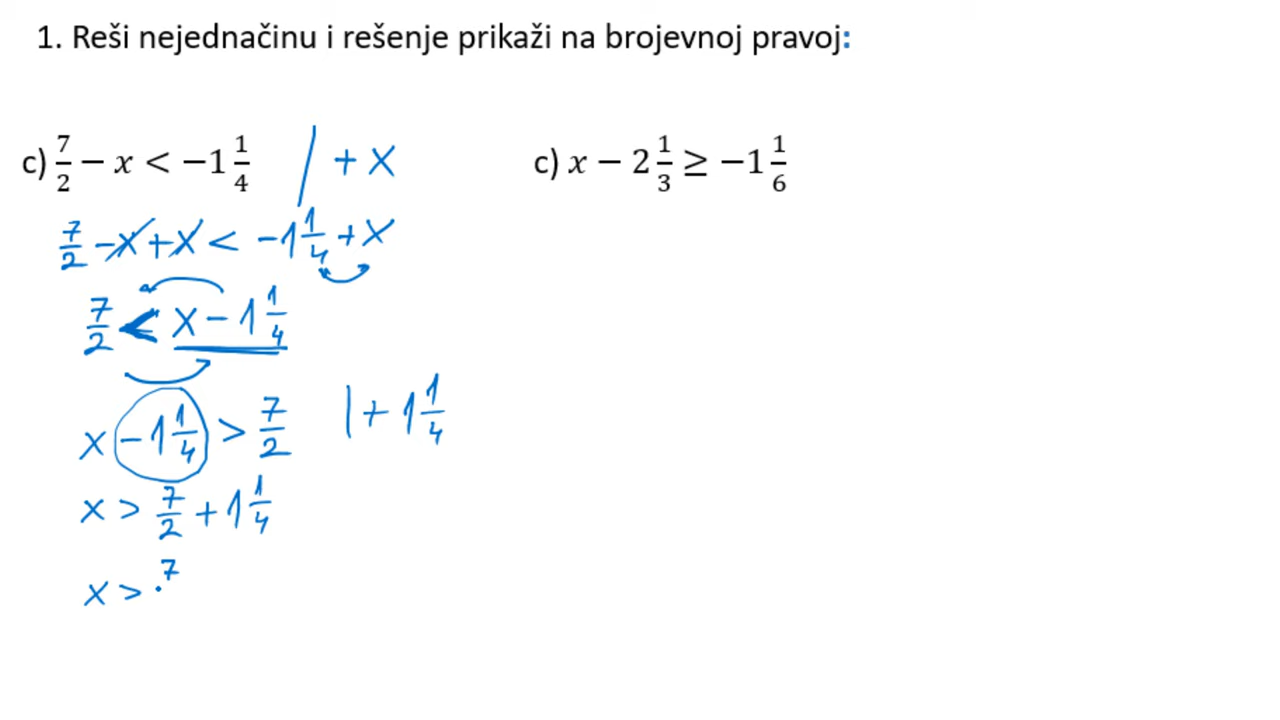 1. Reši nejednačinu i rešenje prikaži na brojevnoj pravoj:
c) 7/2 − x < −1 1/4 | + x
7/2 − x + x < −1 1/4 + x
7/2 < x − 1 1/4
x − 1 1/4 > 7/2 | + 1 1/4
x > 7/2 + 1 1/4
x > 7
c) x − 2 1/3 ≥ −1 1/6